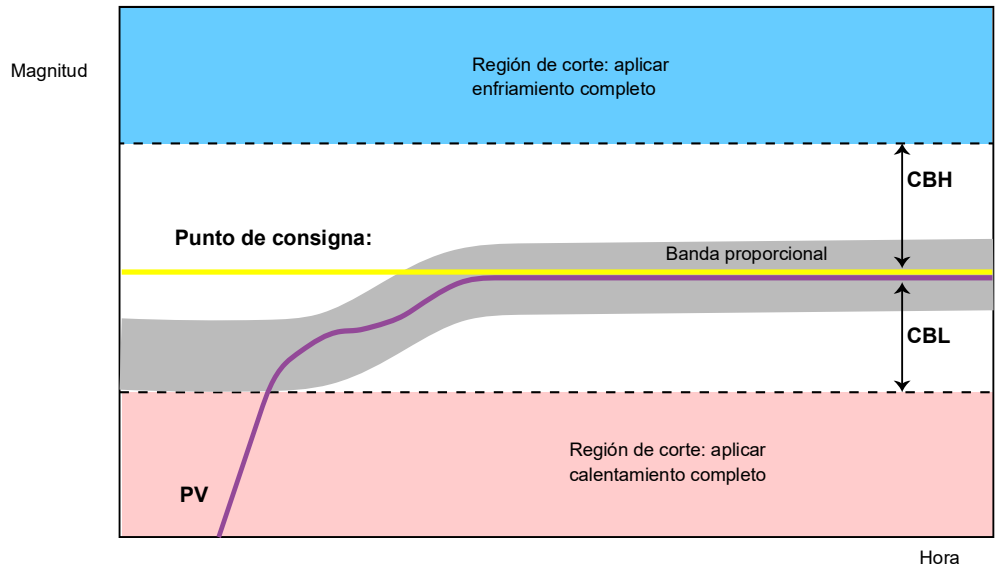 Magnitud
Región de corte: aplicar
enfriamiento completo
CBH
Punto de consigna:
Banda proporcional
CBL
Región de corte: aplicar
calentamiento completo
PV
Hora